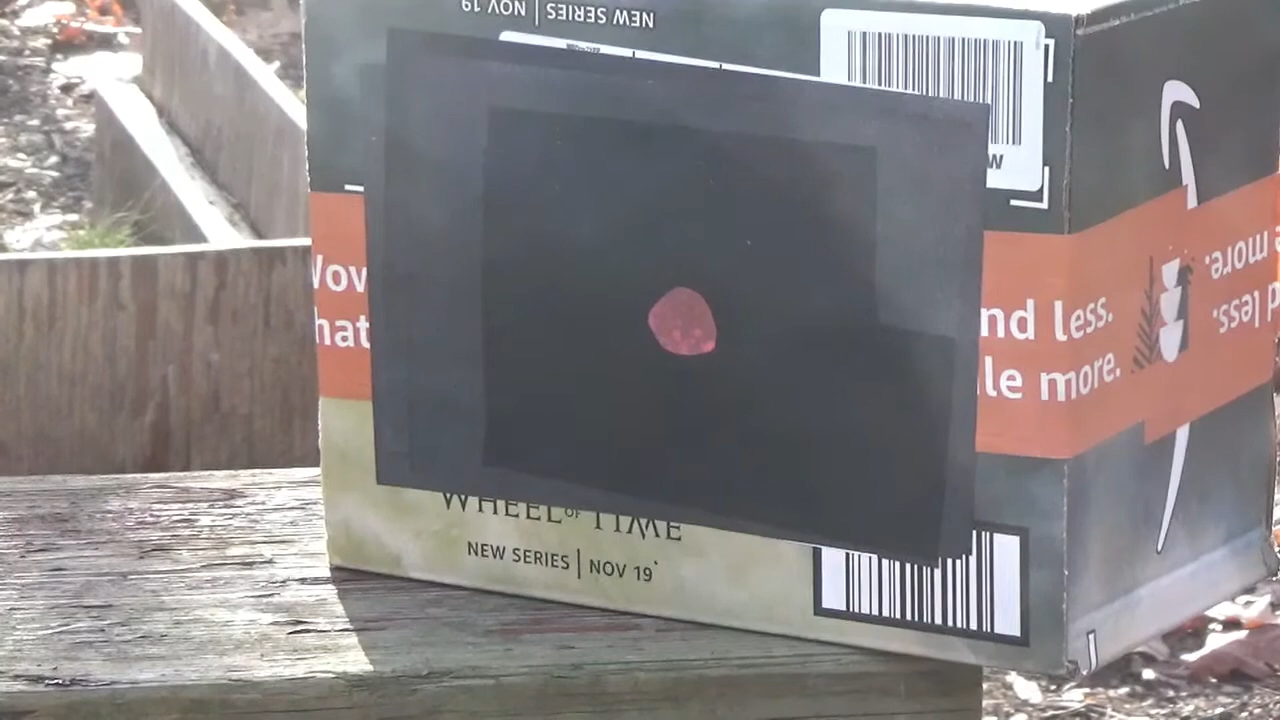 NEW SERIES | NOV 19
W
Wov
hat
nd less.
le more.
e more.
d less.
WHEEL OF TIME
NEW SERIES | NOV 19